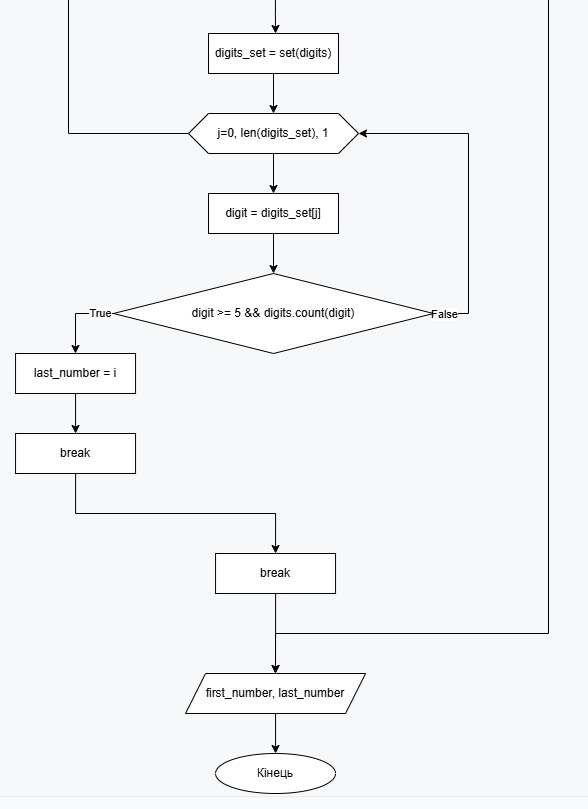 digits_set = set(digits)
j=0, len(digits_set), 1
digit = digits_set[j]
digit >= 5 && digits.count(digit)
True
False
last_number = i
break
break
first_number, last_number
Кінець